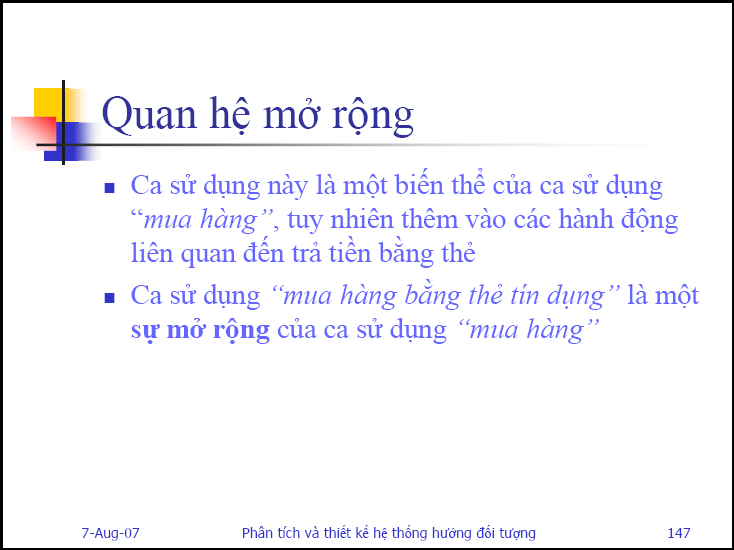 Quan hệ mở rộng
Ca sử dụng này là một biến thể của ca sử dụng
“mua hàng”, tuy nhiên thêm vào các hành động
liên quan đến trả tiền bằng thẻ
Ca sử dụng “mua hàng bằng thẻ tín dụng” là một
sự mở rộng của ca sử dụng “mua hàng”
7-Aug-07 Phân tích và thiết kế hệ thống hướng đối tượng 147